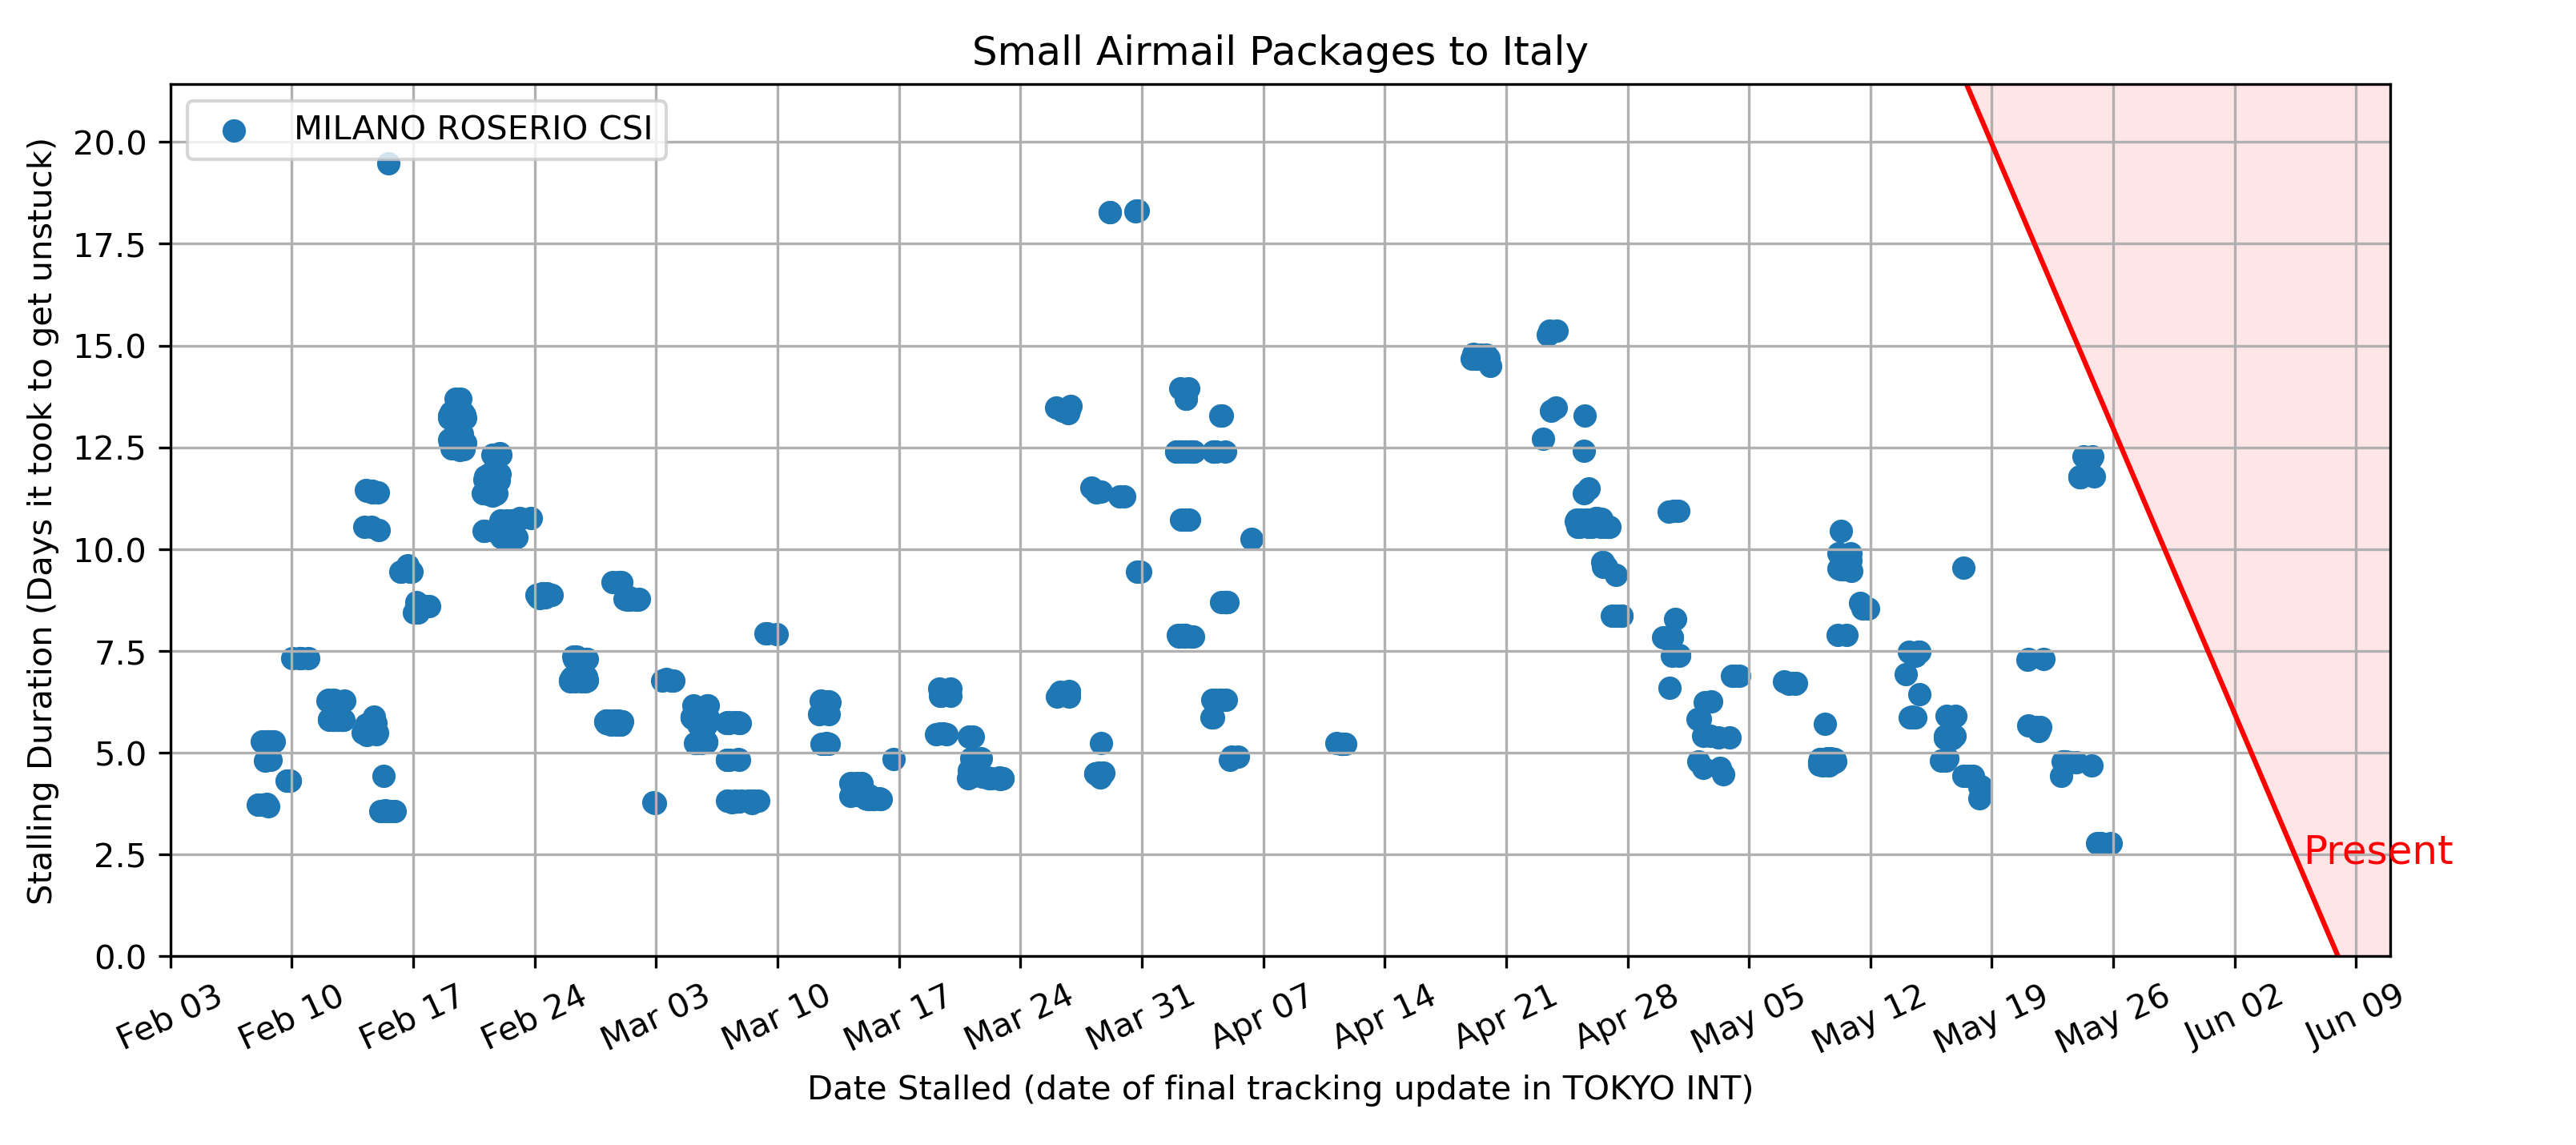 Small Airmail Packages to Italy
MILANO ROSERIO CSI
Stalling Duration (Days it took to get unstuck)
20.0
17.5
15.0
12.5
10.0
7.5
5.0
2.5
0.0
Present
Feb 03
Feb 10
Feb 17
Feb 24
Mar 03
Mar 10
Mar 17
Mar 24
Mar 31
Apr 07
Apr 14
Apr 21
Apr 28
May 05
May 12
May 19
May 26
Jun 02
Jun 09
Date Stalled (date of final tracking update in TOKYO INT)